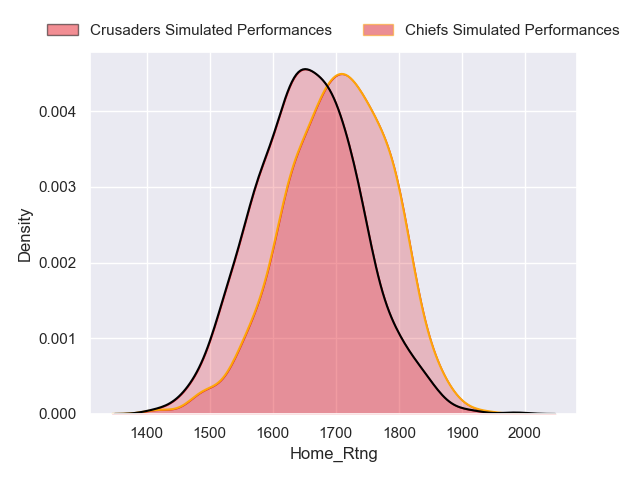 Crusaders Simulated Performances Chiefs Simulated Performances
0.004
0.003
0.002
0.001
0.000
Density
1400 1500 1600 1700 1800 1900 2000
Home_Rtng